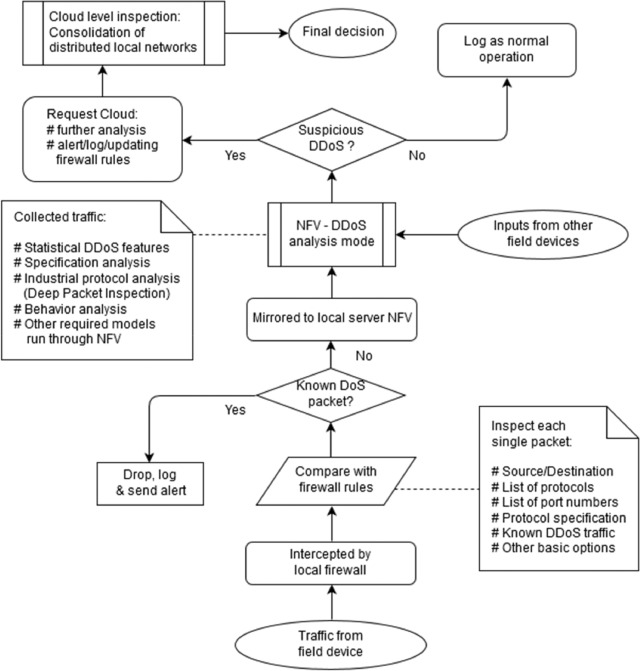 Cloud level inspection:
Consolidation of
distributed local networks
Final decision
Log as normal
operation
Request Cloud:
# further analysis
# alert/log/updating
firewall rules
Suspicious
DDoS ?
Yes
No
Collected traffic:
# Statistical DDoS features
# Specification analysis
# Industrial protocol analysis
(Deep Packet Inspection)
# Behavior analysis
# Other required models
run through NFV
NFV - DDoS
analysis mode
Inputs from other
field devices
Mirrored to local server NFV
No
Known DoS
packet?
Yes
Drop, log
& send alert
Compare with
firewall rules
Inspect each
single packet:
# Source/Destination
# List of protocols
# List of port numbers
# Protocol specification
# Known DDoS traffic
# Other basic options
Intercepted by
local firewall
Traffic from
field device